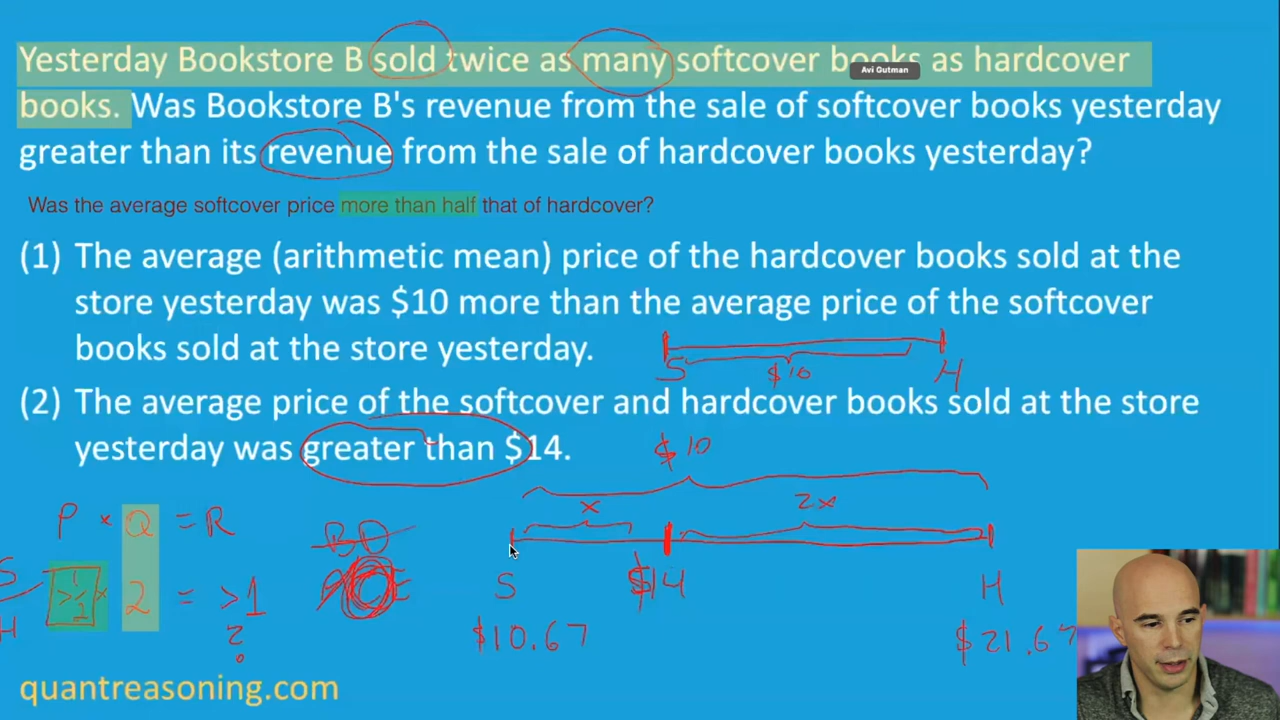 Yesterday Bookstore B sold twice as many softcover books as hardcover
Avi Gutman
books. Was Bookstore B's revenue from the sale of softcover books yesterday
greater than its revenue from the sale of hardcover books yesterday?
Was the average softcover price more than half that of hardcover?
(1) The average (arithmetic mean) price of the hardcover books sold at the
store yesterday was $10 more than the average price of the softcover
books sold at the store yesterday.
S $10 H
(2) The average price of the softcover and hardcover books sold at the store
yesterday was greater than $14.
$10
x 2x
P × Q = R
BD
S $14 H
S
H
>1/2 × 2 = >1
?
$10.67 $21.67
quantreasoning.com